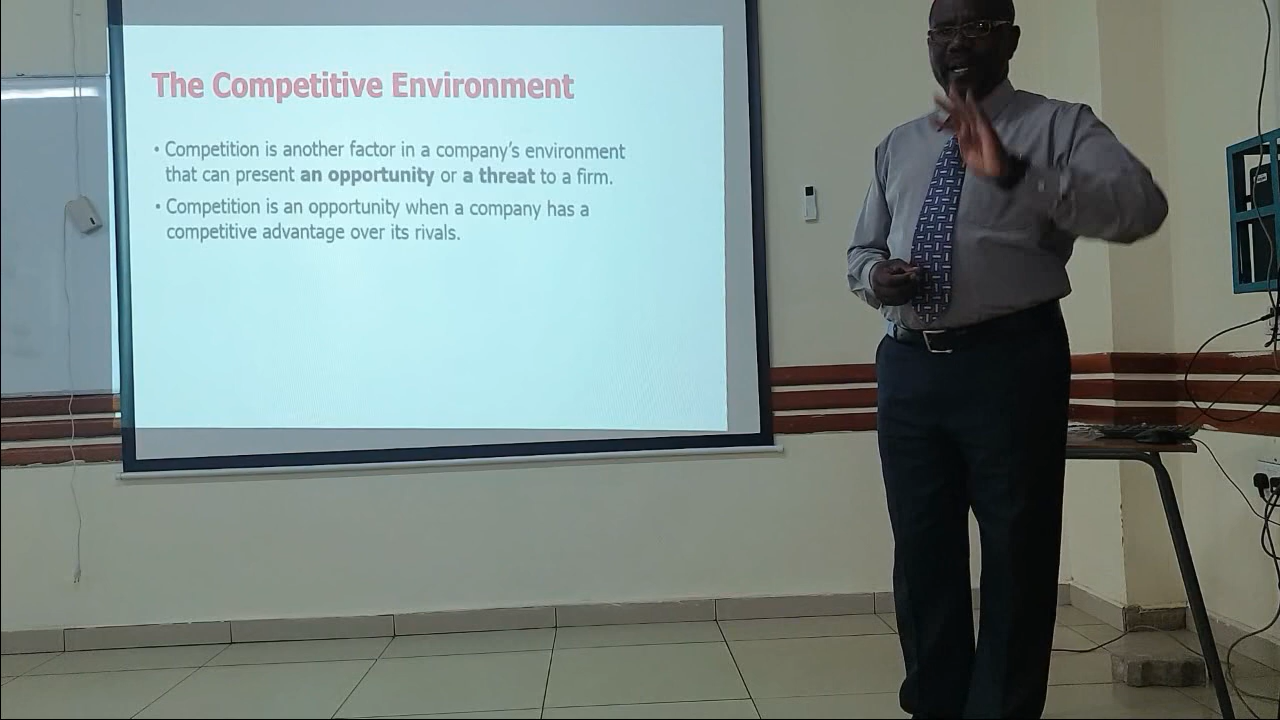 The Competitive Environment
• Competition is another factor in a company's environment
that can present an opportunity or a threat to a firm.
• Competition is an opportunity when a company has a
competitive advantage over its rivals.